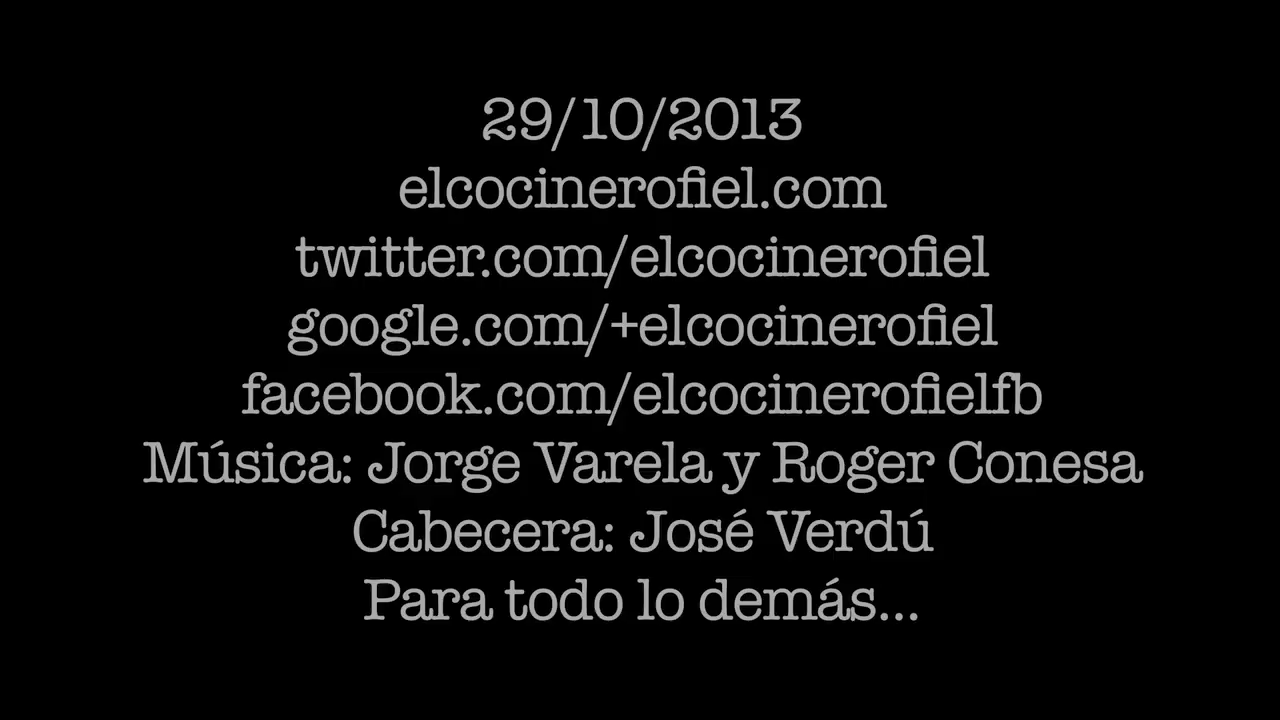 29/10/2013
elcocinerofiel.com
twitter.com/elcocinerofiel
google.com/+elcocinerofiel
facebook.com/elcocinerofielfb
Música: Jorge Varela y Roger Conesa
Cabecera: José Verdú
Para todo lo demás...